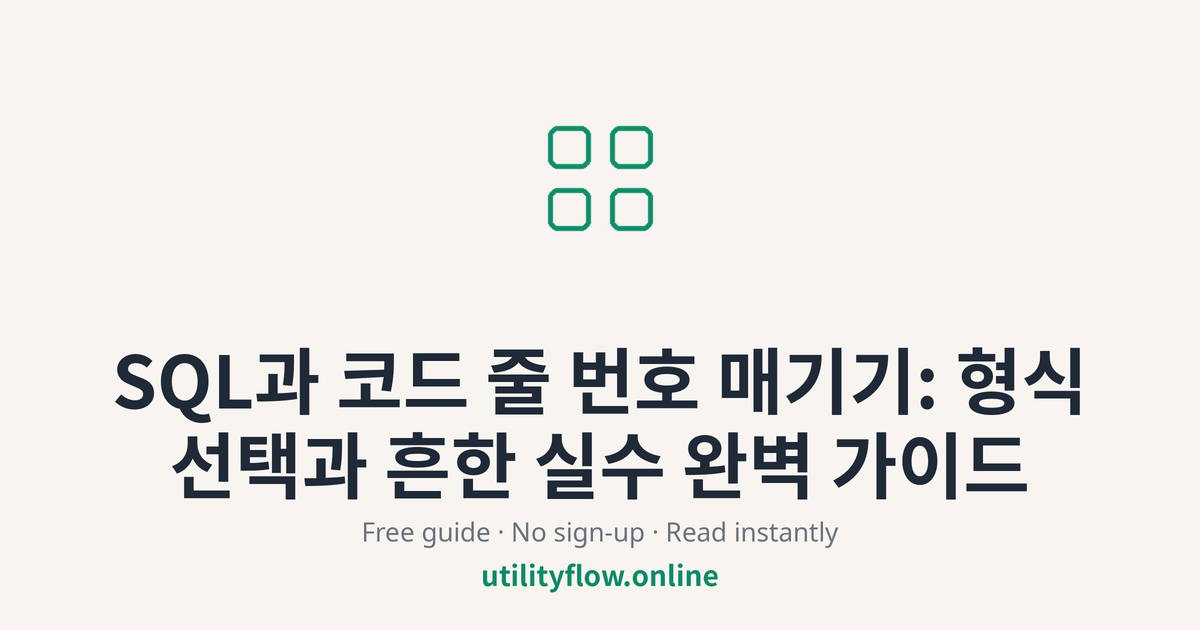 SQL과 코드 줄 번호 매기기: 형식
선택과 흔한 실수 완벽 가이드
Free guide · No sign-up · Read instantly
utilityflow.online